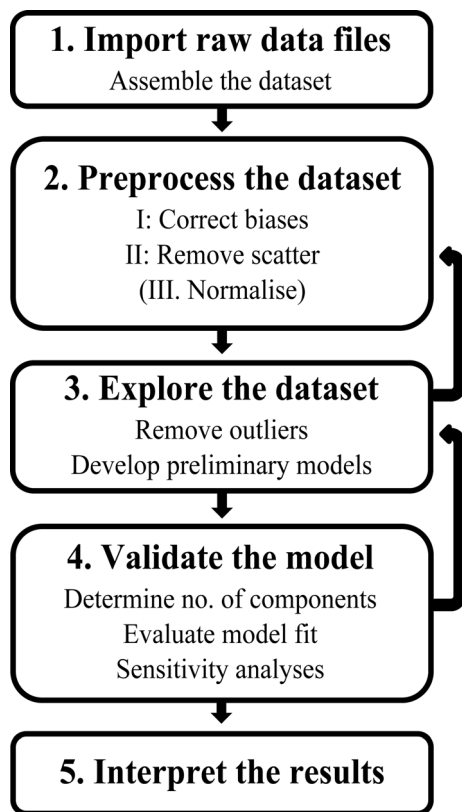 1. Import raw data files
Assemble the dataset
2. Preprocess the dataset
I: Correct biases
II: Remove scatter
(III. Normalise)
3. Explore the dataset
Remove outliers
Develop preliminary models
4. Validate the model
Determine no. of components
Evaluate model fit
Sensitivity analyses
5. Interpret the results